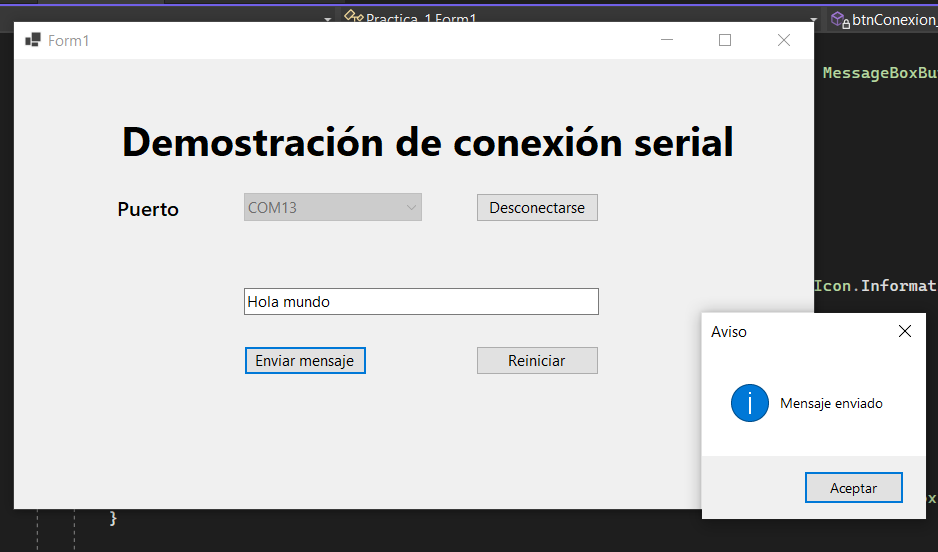 Practica_1.Form1
btnConexion_
Form1
MessageBoxBu
Demostración de conexión serial
Puerto
COM13
Desconectarse
Icon.Informat
Hola mundo
Aviso
Enviar mensaje
Reiniciar
Mensaje enviado
Aceptar
}